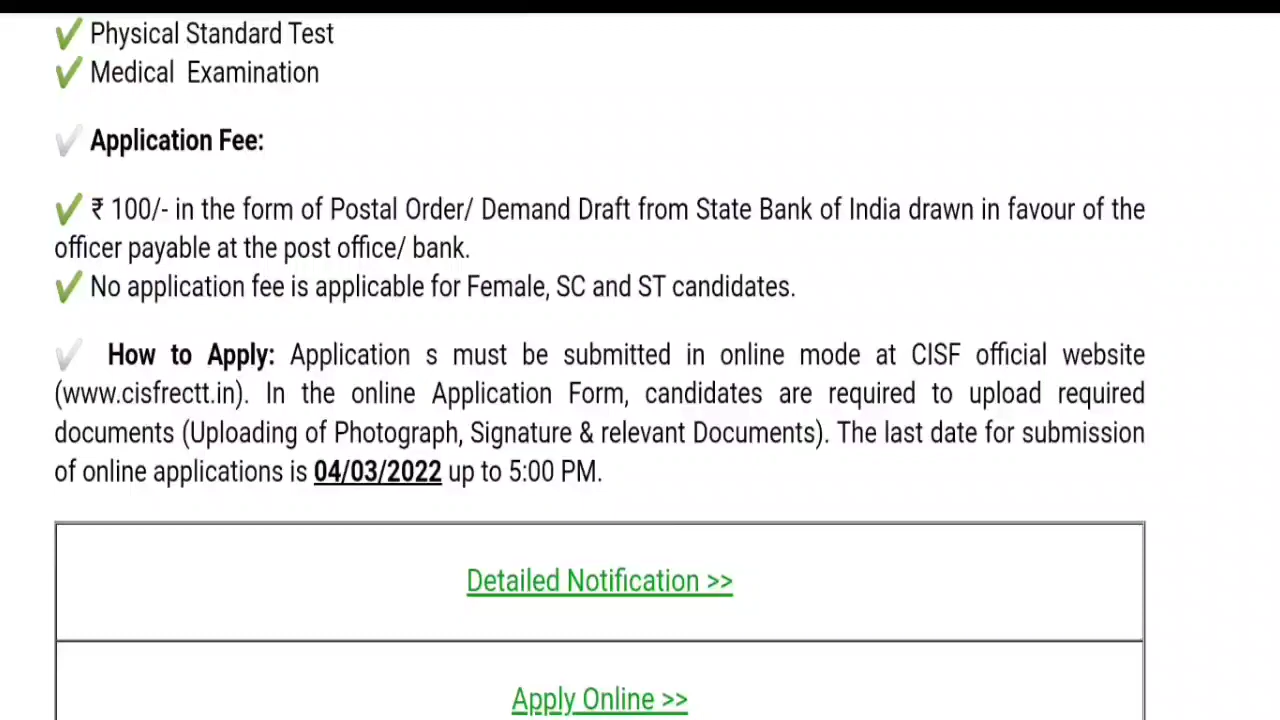 ✔ Physical Standard Test
✔ Medical Examination
✔ Application Fee:
✔ ₹ 100/- in the form of Postal Order/ Demand Draft from State Bank of India drawn in favour of the
officer payable at the post office/ bank.
✔ No application fee is applicable for Female, SC and ST candidates.
✔ How to Apply: Application s must be submitted in online mode at CISF official website
(www.cisfrectt.in). In the online Application Form, candidates are required to upload required
documents (Uploading of Photograph, Signature & relevant Documents). The last date for submission
of online applications is 04/03/2022 up to 5:00 PM.
Detailed Notification >>
Apply Online >>